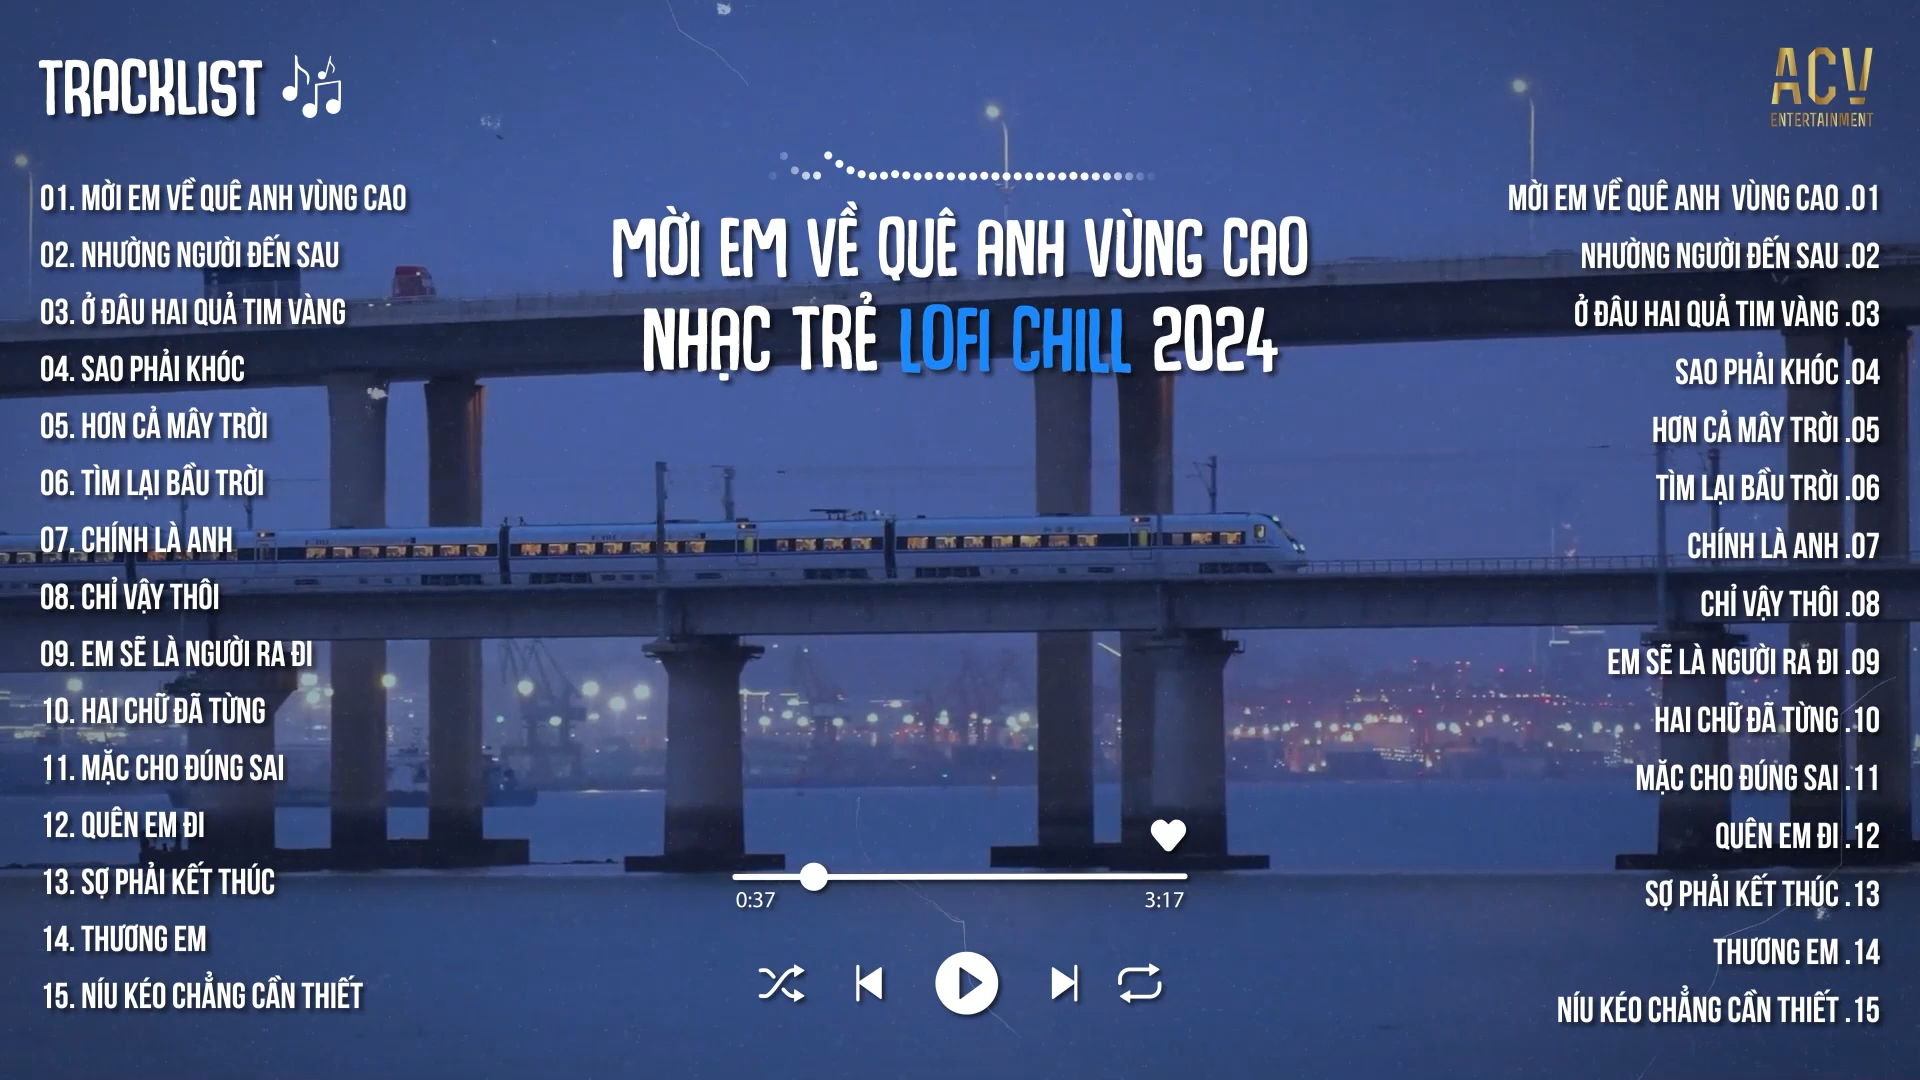 TRACKLIST
ACV
ENTERTAINMENT
01. MỜI EM VỀ QUÊ ANH VÙNG CAO
02. NHƯỜNG NGƯỜI ĐẾN SAU
03. Ở ĐÂU HAI QUẢ TIM VÀNG
04. SAO PHẢI KHÓC
05. HƠN CẢ MÂY TRỜI
06. TÌM LẠI BẦU TRỜI
07. CHÍNH LÀ ANH
08. CHỈ VẬY THÔI
09. EM SẼ LÀ NGƯỜI RA ĐI
10. HAI CHỮ ĐÃ TỪNG
11. MẶC CHO ĐÚNG SAI
12. QUÊN EM ĐI
13. SỢ PHẢI KẾT THÚC
14. THƯƠNG EM
15. NÍU KÉO CHẲNG CẦN THIẾT
MỜI EM VỀ QUÊ ANH VÙNG CAO
NHẠC TRẺ LOFI CHILL 2024
0:37
3:17
MỜI EM VỀ QUÊ ANH VÙNG CAO .01
NHƯỜNG NGƯỜI ĐẾN SAU .02
Ở ĐÂU HAI QUẢ TIM VÀNG .03
SAO PHẢI KHÓC .04
HƠN CẢ MÂY TRỜI .05
TÌM LẠI BẦU TRỜI .06
CHÍNH LÀ ANH .07
CHỈ VẬY THÔI .08
EM SẼ LÀ NGƯỜI RA ĐI .09
HAI CHỮ ĐÃ TỪNG .10
MẶC CHO ĐÚNG SAI .11
QUÊN EM ĐI .12
SỢ PHẢI KẾT THÚC .13
THƯƠNG EM .14
NÍU KÉO CHẲNG CẦN THIẾT .15